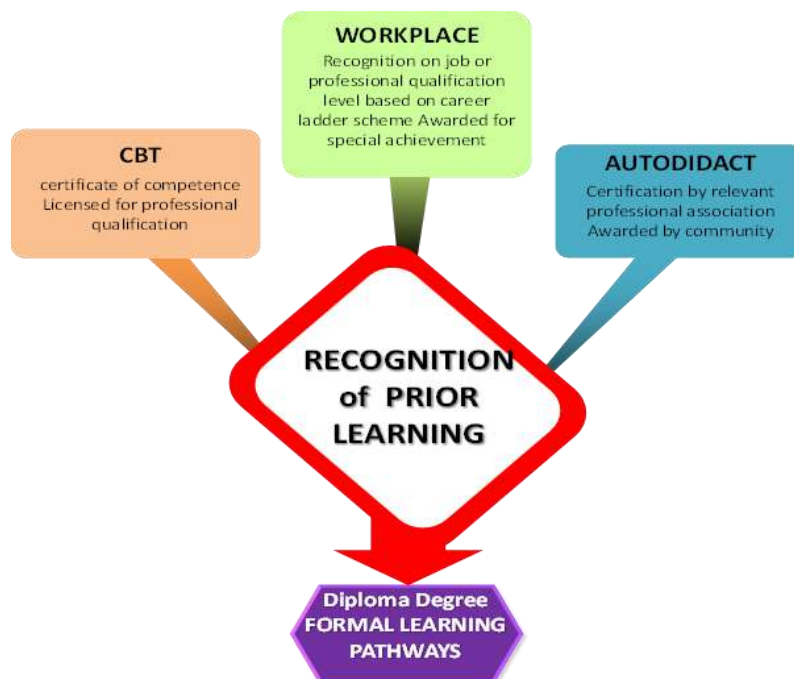 WORKPLACE
Recognition on job or
professional qualification
level based on career
ladder scheme Awarded for
special achievement
CBT
certificate of competence
Licensed for professional
qualification
AUTODIDACT
Certification by relevant
professional association
Awarded by community
RECOGNITION
of PRIOR
LEARNING
Diploma Degree
FORMAL LEARNING
PATHWAYS